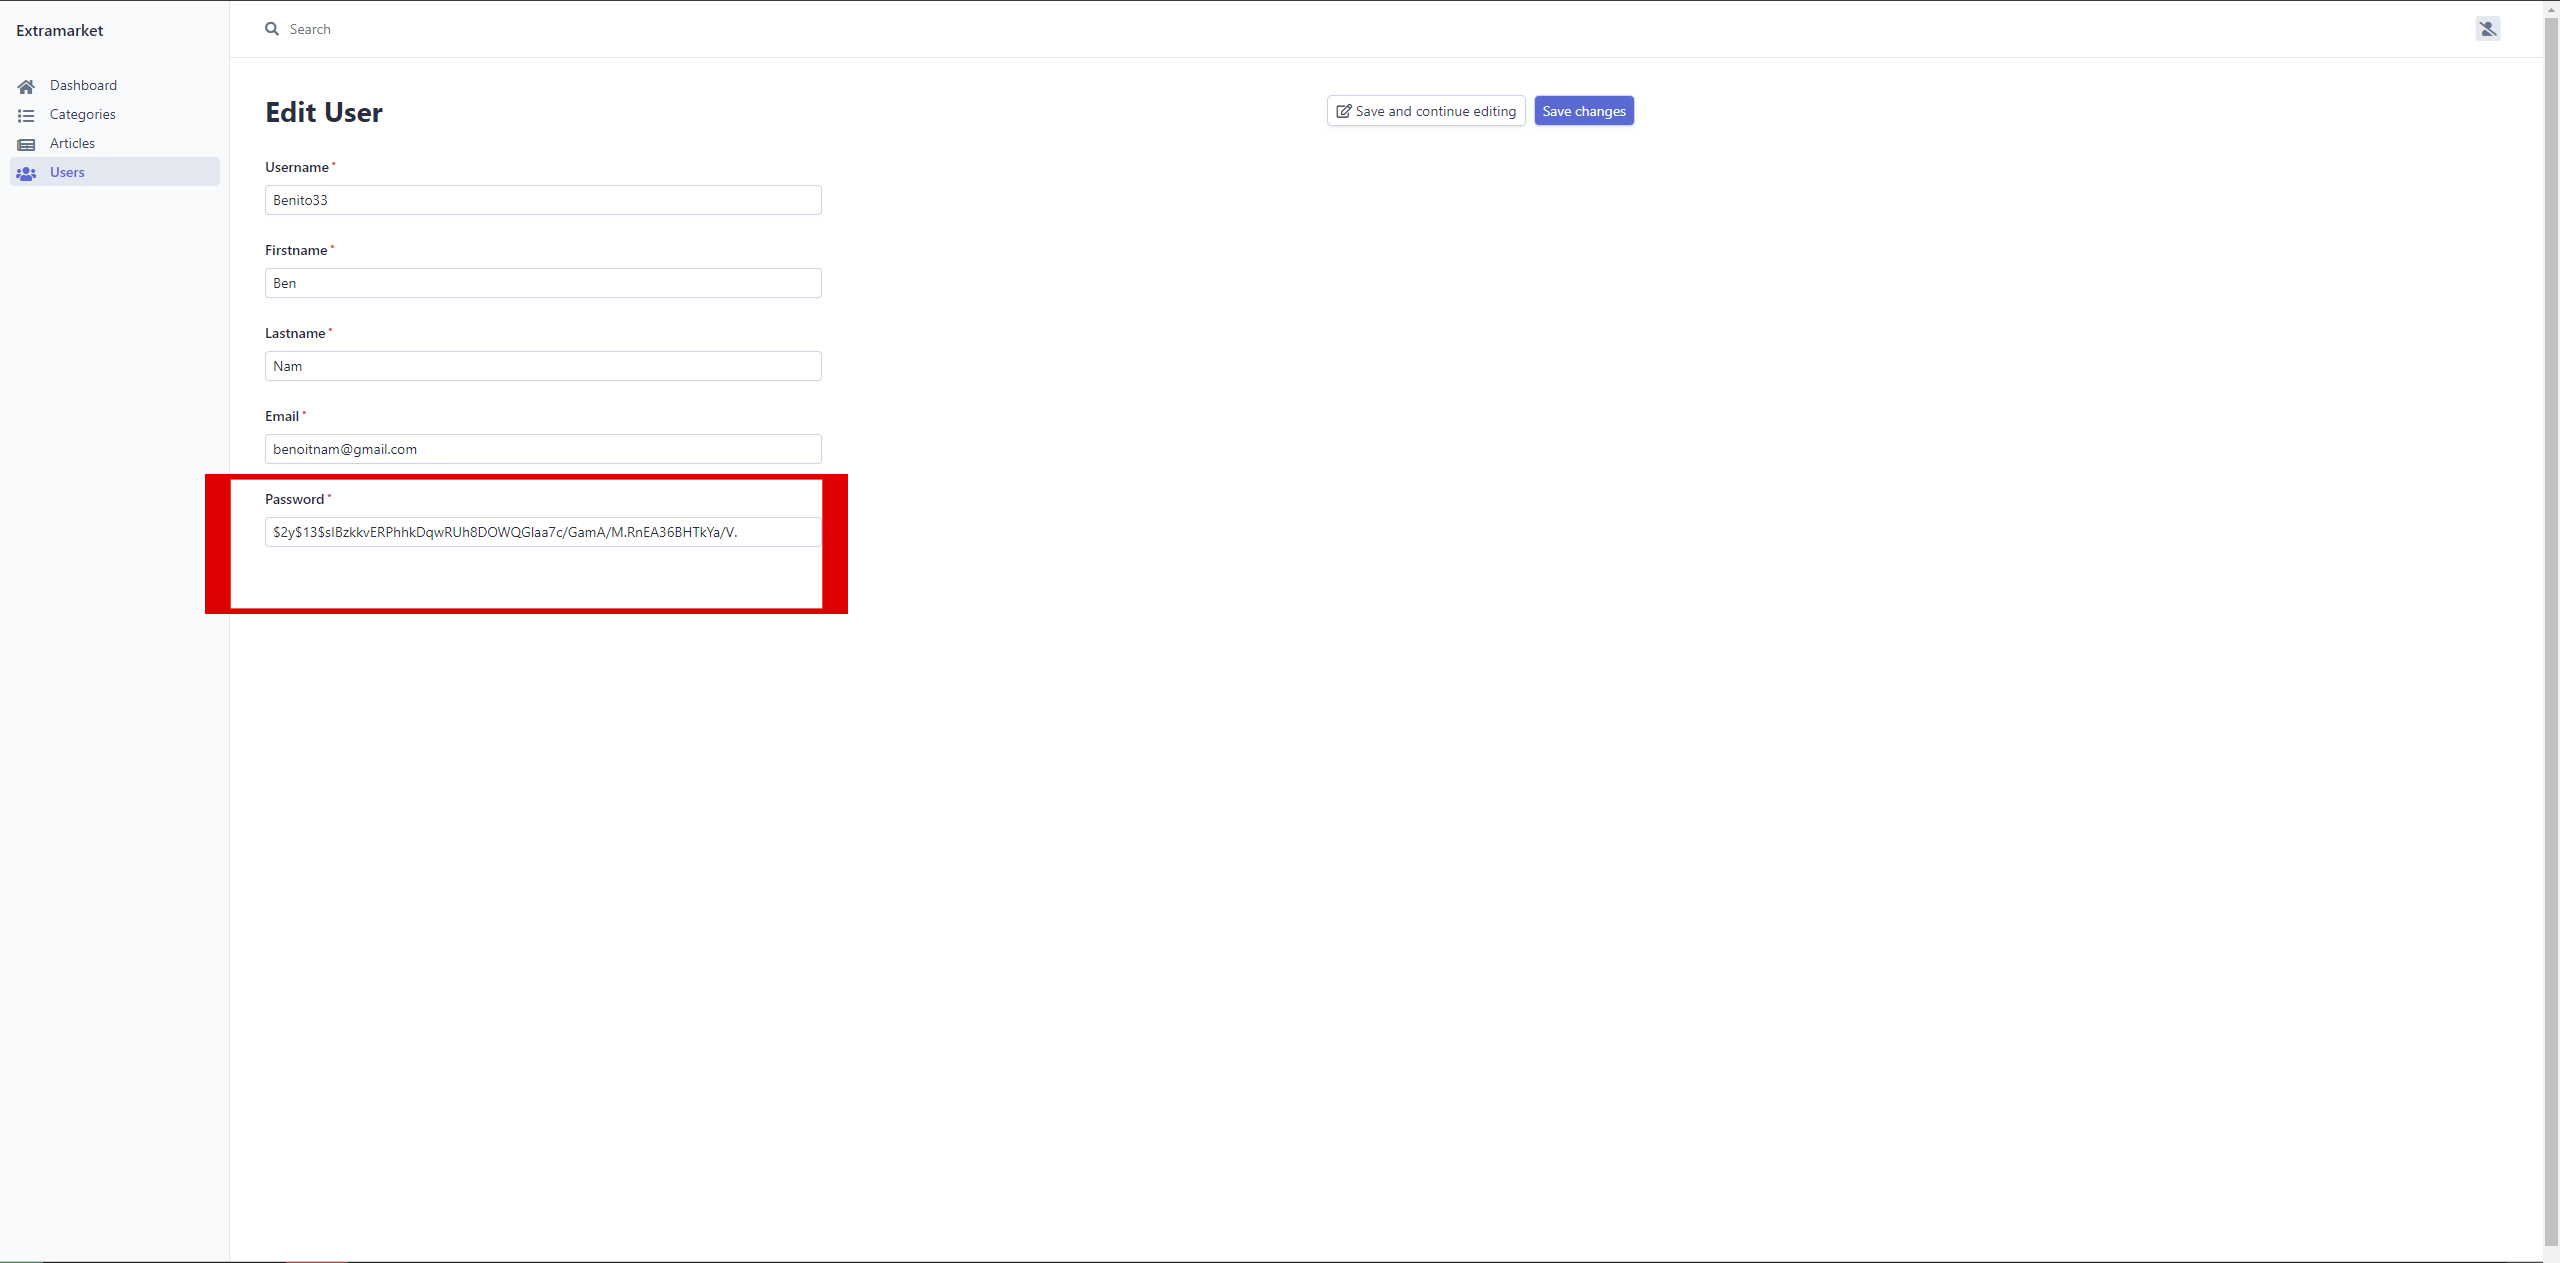 Extramarket
Search
Dashboard
Categories
Articles
Users
Edit User
Save and continue editing
Save changes
Username *
Benito33
Firstname *
Ben
Lastname *
Nam
Email *
benoitnam@gmail.com
Password *
$2y$13$slBzkkvERPhhkDqwRUh8DOWQGlaa7c/GamA/M.RnEA36BHTkYa/V.